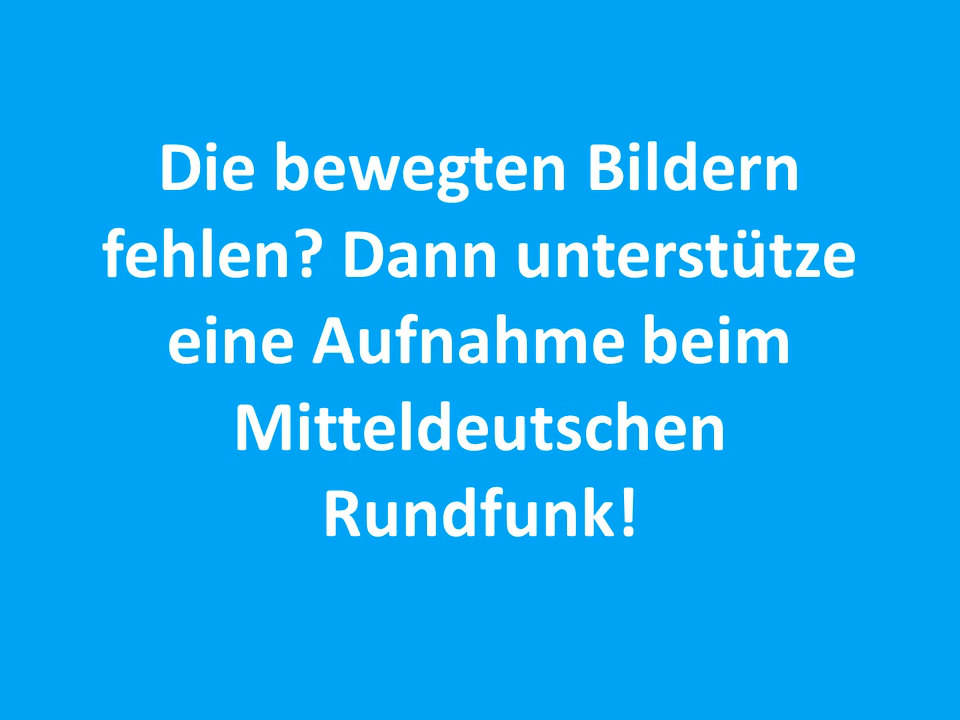 Die bewegten Bildern
fehlen? Dann unterstütze
eine Aufnahme beim
Mitteldeutschen
Rundfunk!